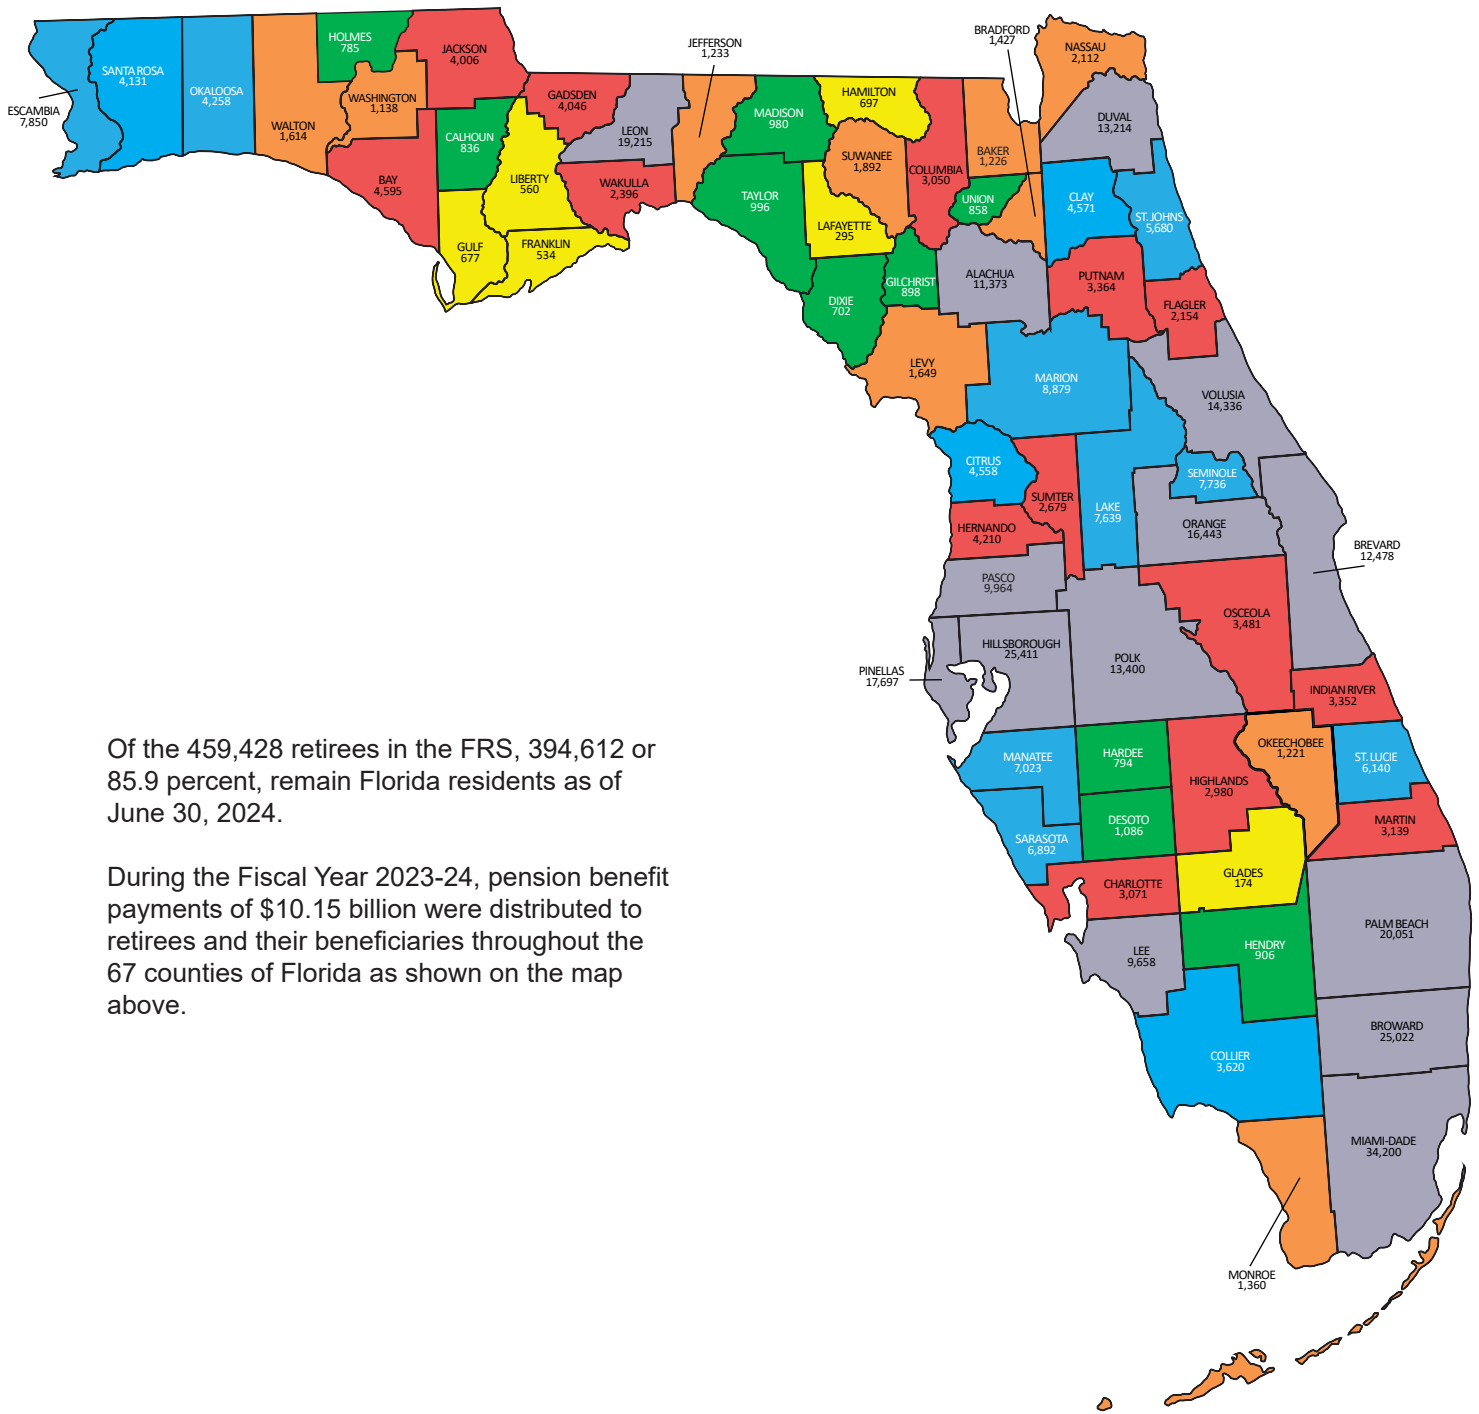 HOLMES
785
JACKSON
4,006
SANTA ROSA
4,131
OKALOOSA
4,258
ESCAMBIA
7,850
WALTON
1,614
WASHINGTON
1,138
BAY
4,595
CALHOUN
836
GULF
677
LIBERTY
560
FRANKLIN
534
GADSDEN
4,046
LEON
19,215
WAKULLA
2,396
JEFFERSON
1,233
MADISON
980
TAYLOR
996
HAMILTON
697
SUWANEE
1,892
LAFAYETTE
295
DIXIE
702
GILCHRIST
898
COLUMBIA
3,050
BAKER
1,226
UNION
858
BRADFORD
1,427
NASSAU
2,112
DUVAL
13,214
CLAY
4,571
ST. JOHNS
5,680
ALACHUA
11,373
PUTNAM
3,364
FLAGLER
2,154
LEVY
1,649
MARION
8,879
VOLUSIA
14,336
CITRUS
4,558
SUMTER
2,679
LAKE
7,639
SEMINOLE
7,736
ORANGE
16,443
HERNANDO
4,210
BREVARD
12,478
PASCO
9,964
OSCEOLA
3,481
HILLSBOROUGH
25,411
POLK
13,400
PINELLAS
17,697
INDIAN RIVER
3,352
MANATEE
7,023
HARDEE
794
HIGHLANDS
2,980
OKEECHOBEE
1,221
ST. LUCIE
6,140
SARASOTA
6,892
DESOTO
1,086
MARTIN
3,139
CHARLOTTE
3,071
GLADES
174
LEE
9,658
HENDRY
906
PALM BEACH
20,051
BROWARD
25,022
COLLIER
3,620
MIAMI-DADE
34,200
MONROE
1,360
Of the 459,428 retirees in the FRS, 394,612 or
85.9 percent, remain Florida residents as of
June 30, 2024.
During the Fiscal Year 2023-24, pension benefit
payments of $10.15 billion were distributed to
retirees and their beneficiaries throughout the
67 counties of Florida as shown on the map
above.